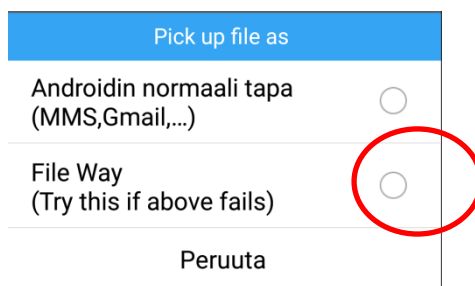 Pick up file as
Androidin normaali tapa
(MMS,Gmail,...)
File Way
(Try this if above fails)
Peruuta